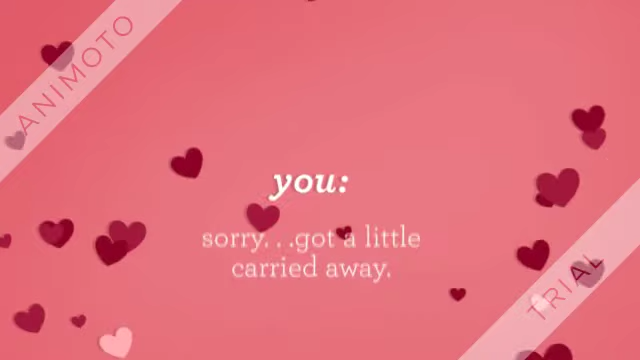 ANIMOTO
you:
sorry. . .got a little
carried away.
TRIAL